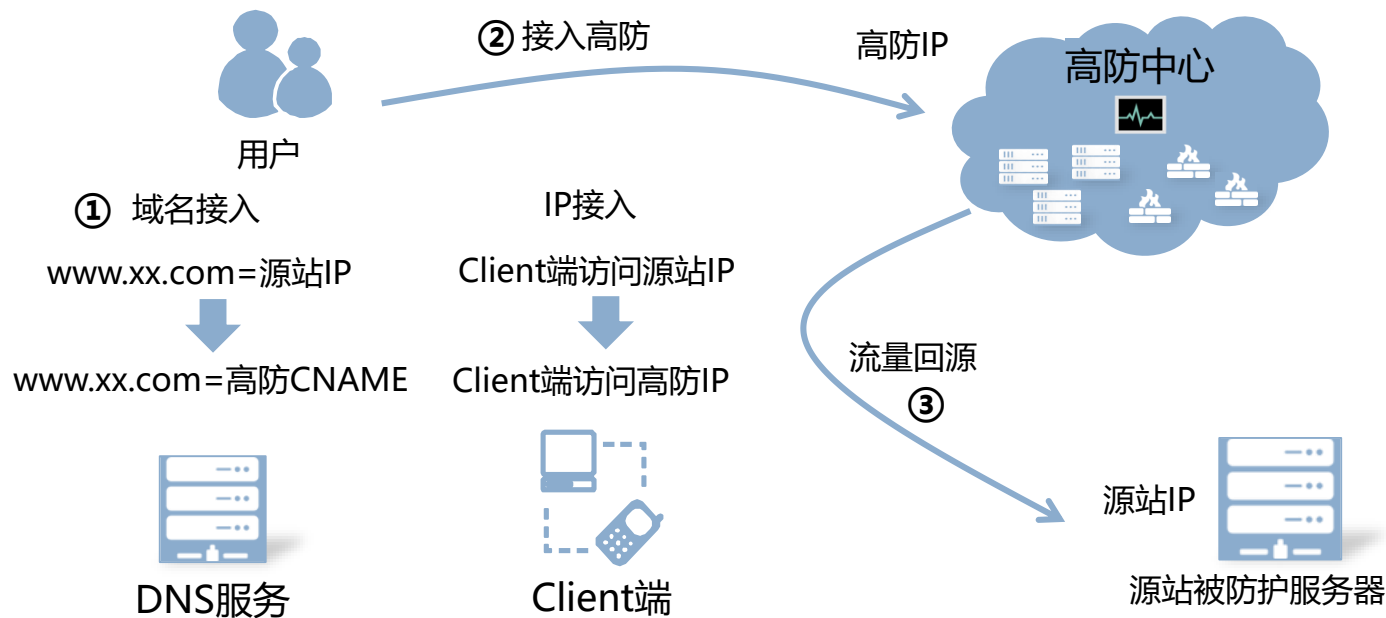 ② 接入高防
高防IP
高防中心
用户
① 域名接入
IP接入
www.xx.com=源站IP
Client端访问源站IP
www.xx.com=高防CNAME
Client端访问高防IP
流量回源
③
源站IP
DNS服务
Client端
源站被防护服务器